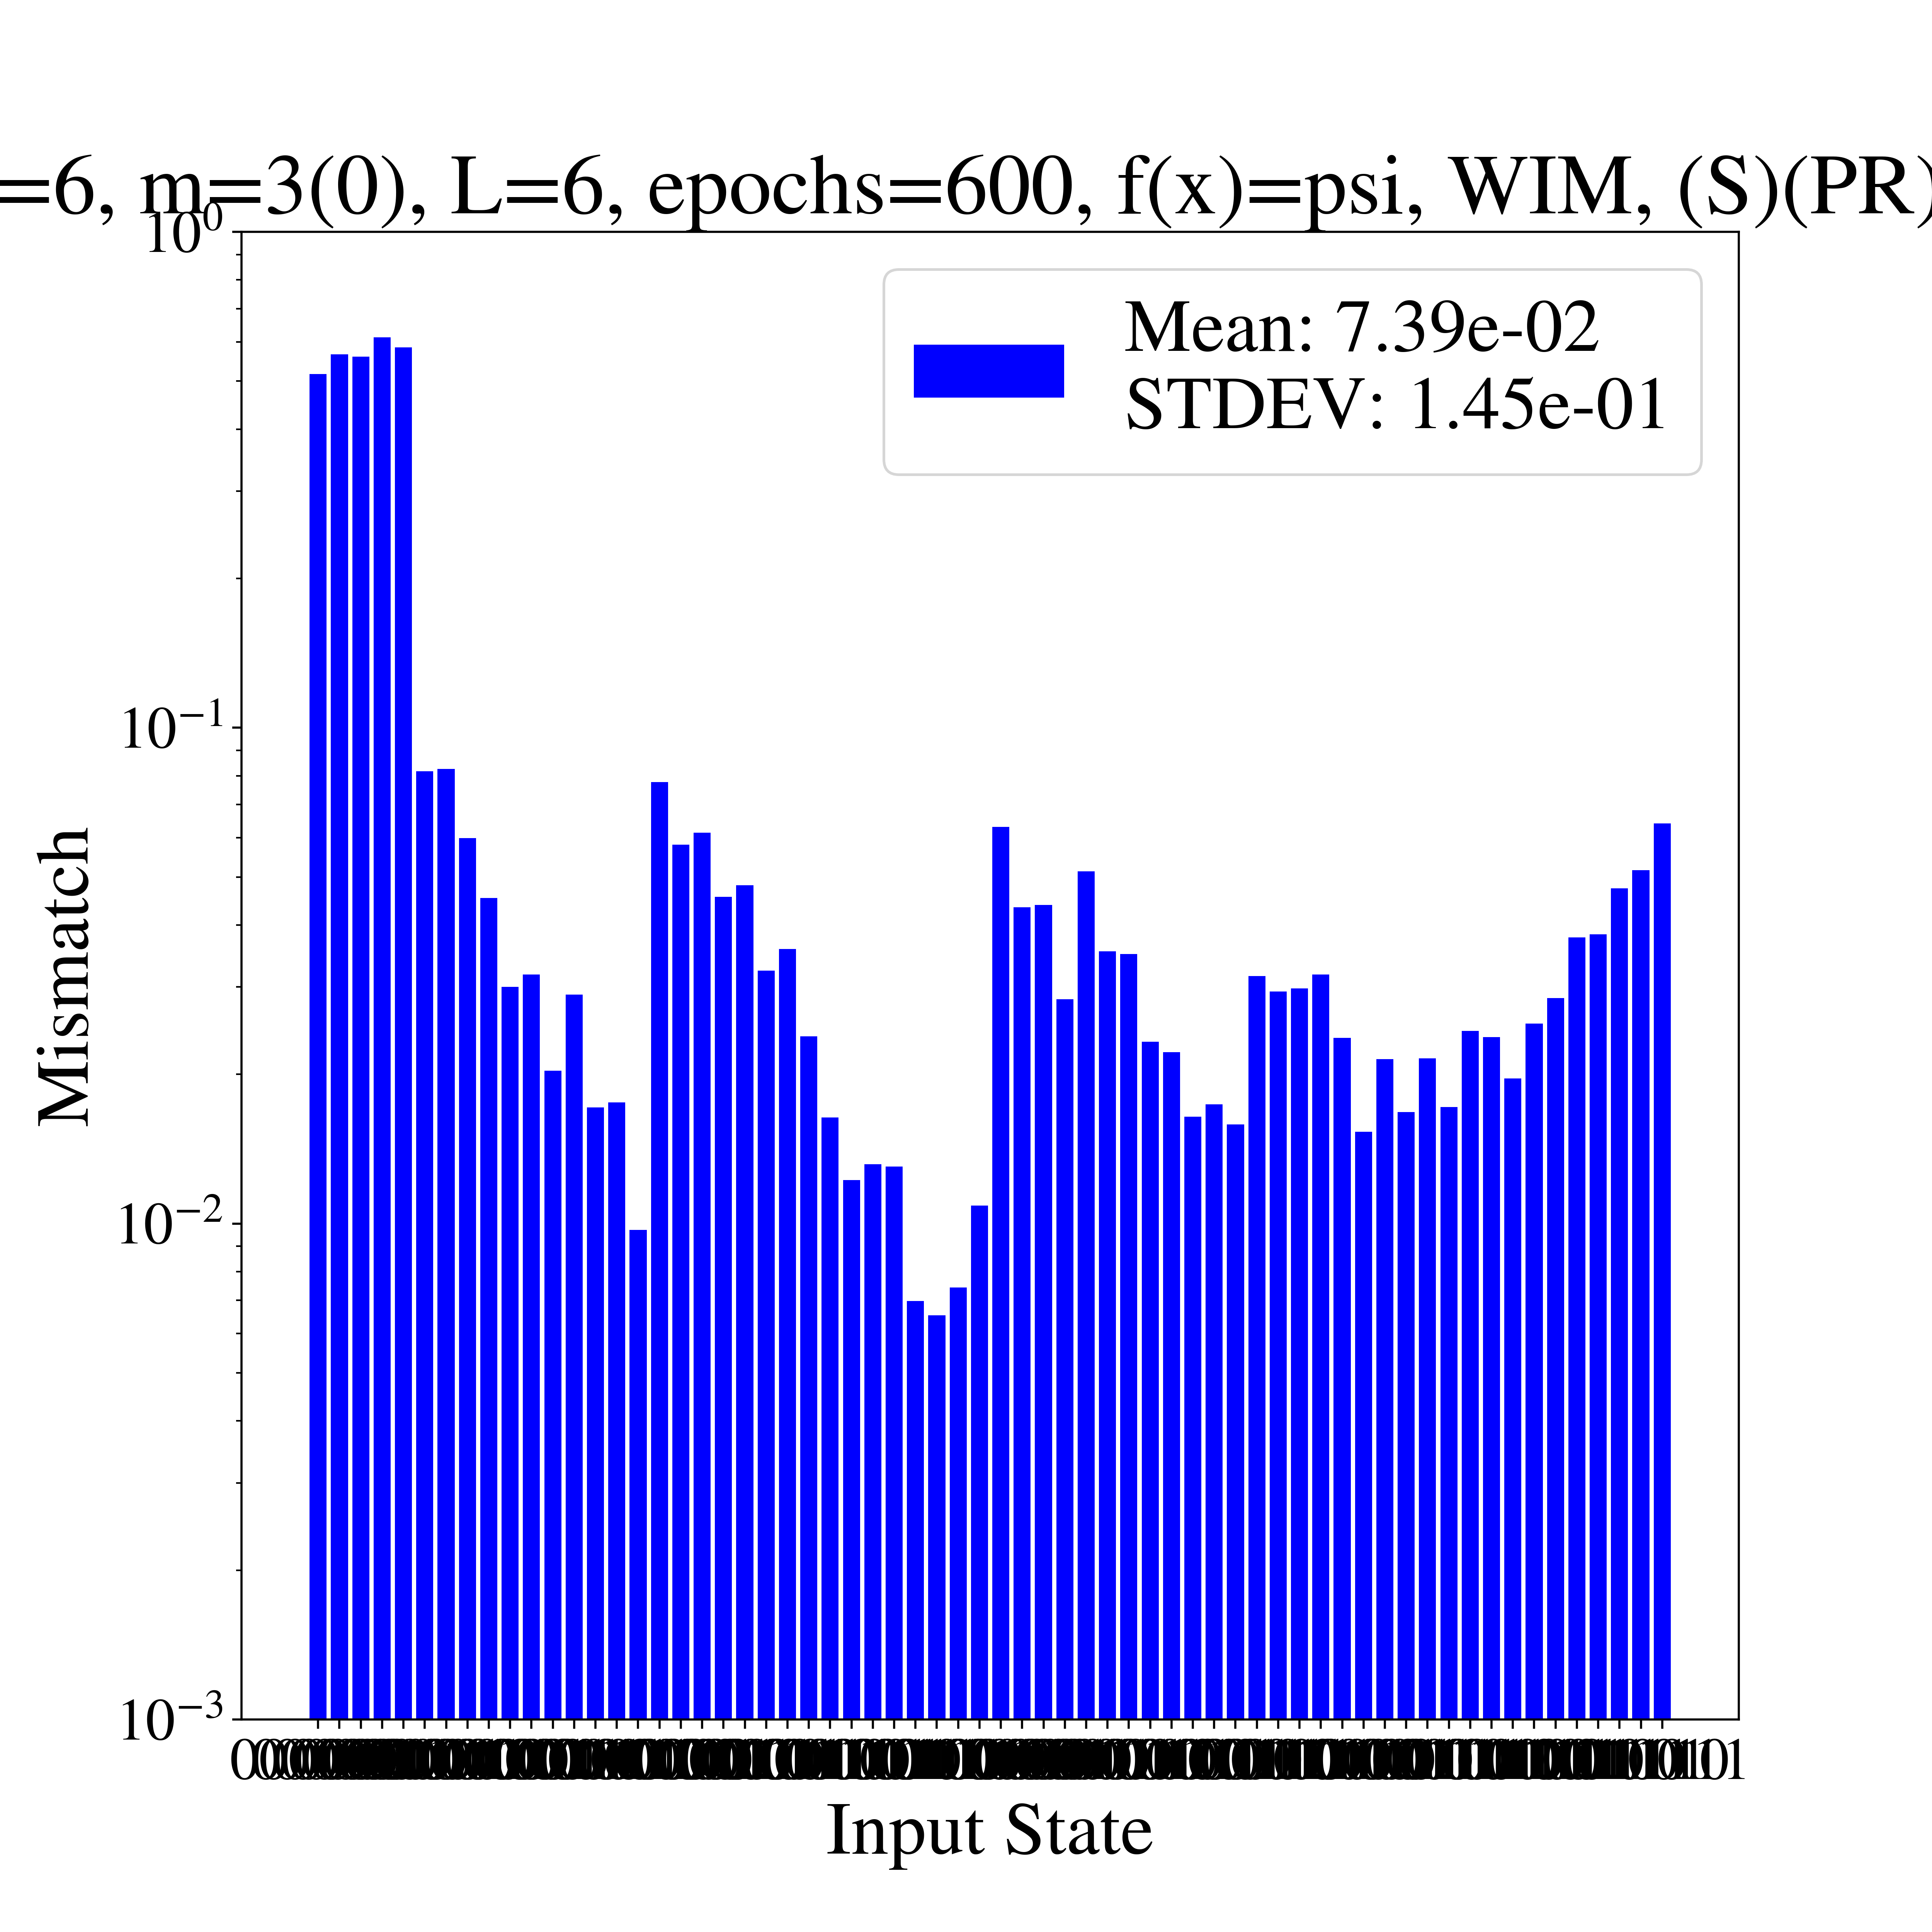 =6, m=3(0), L=6, epochs=600, f(x)=psi, WIM, (S)(PR)
10⁰
Mean: 7.39e-02
STDEV: 1.45e-01
10⁻¹
Mismatch
10⁻²
10⁻³
Input State